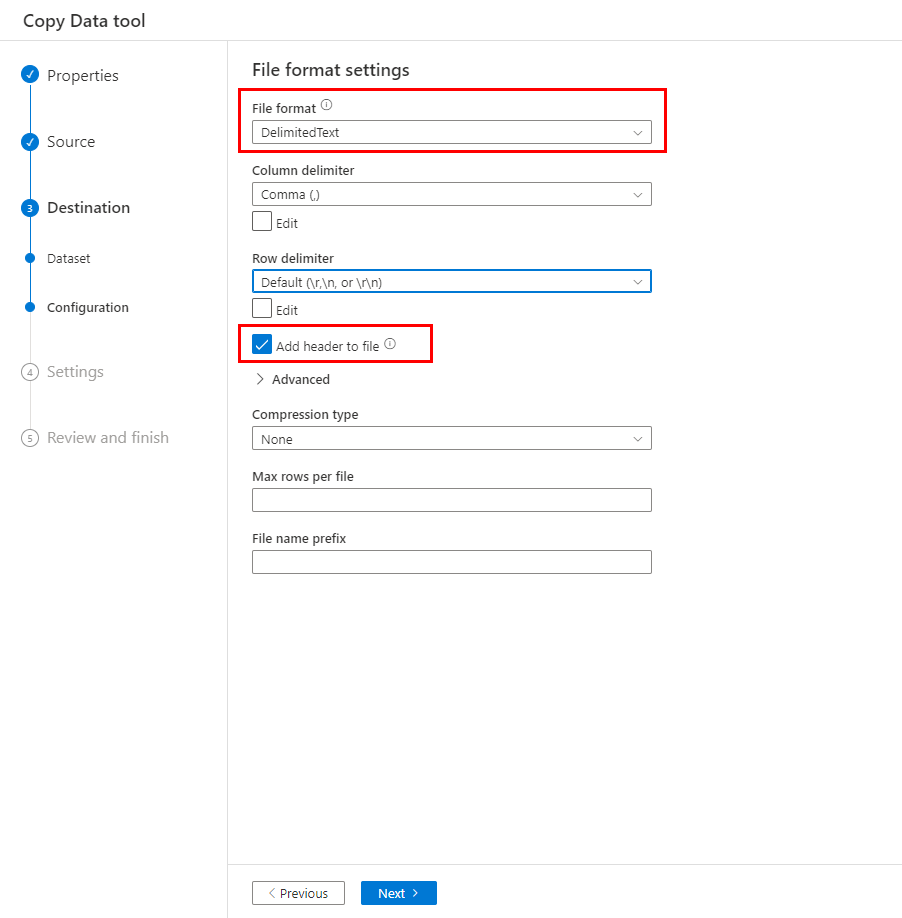 Copy Data tool
Properties
Source
3 Destination
Dataset
Configuration
4 Settings
5 Review and finish
File format settings
File format
DelimitedText
Column delimiter
Comma (,)
Edit
Row delimiter
Default (\r,\n, or \r\n)
Edit
Add header to file
Advanced
Compression type
None
Max rows per file
File name prefix
Previous
Next